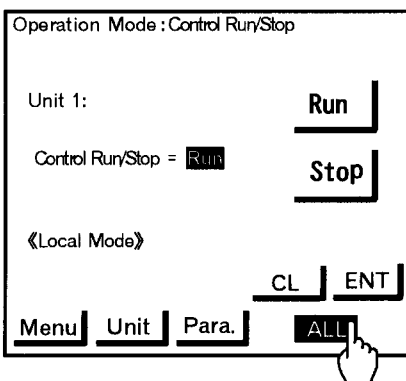 Operation Mode : Control Run/Stop
Unit 1:
Run
Control Run/Stop = Run
Stop
《Local Mode》
CL ENT
Menu Unit Para. ALL